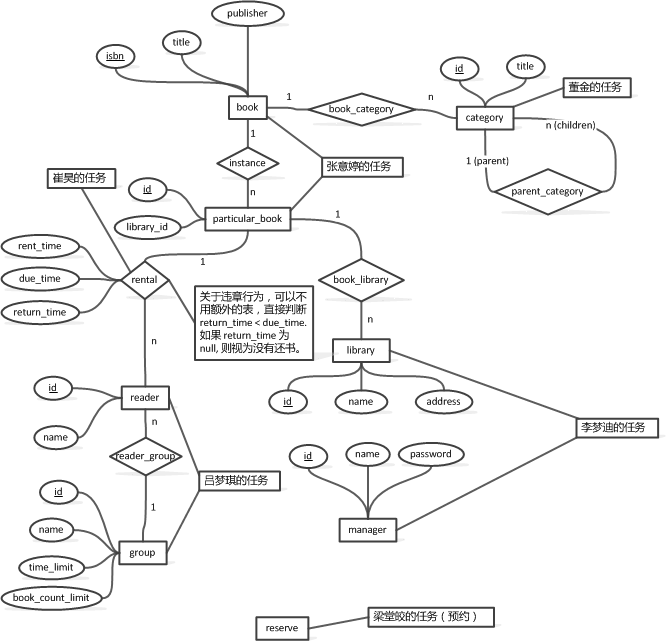 publisher
isbn
title
id
title
董金的任务
book
1
book_category
n
category
n (children)
1
1 (parent)
instance
张意婷的任务
崔昊的任务
n
parent_category
id
library_id
particular_book
1
rent_time
1
due_time
rental
book_library
return_time
关于违章行为，可以不
用额外的表，直接判断
return_time < due_time.
如果 return_time 为
null, 则视为没有还书。
n
n
library
id
reader
id
name
address
name
n
李梦迪的任务
reader_group
id
name
password
吕梦琪的任务
id
1
name
manager
group
time_limit
book_count_limit
reserve
梁堂皎的任务（预约）